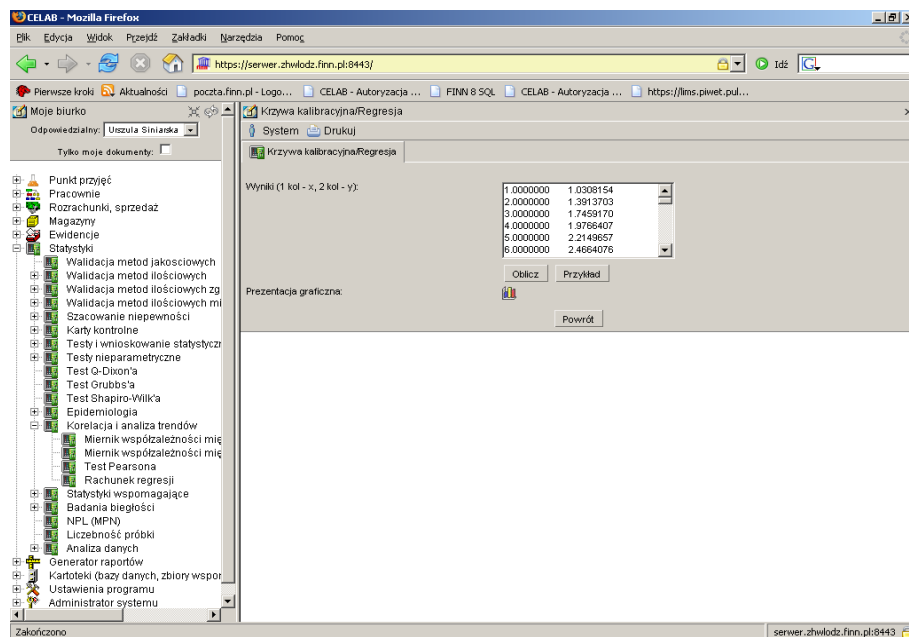 CELAB - Mozilla Firefox
Plik Edycja Widok Przejdź Zakładki Narzędzia Pomoc
https://serwer.zhwlodz.finn.pl:8443/ Idź
Pierwsze kroki Aktualności poczta.finn.pl - Logo... CELAB - Autoryzacja ... FINN 8 SQL CELAB - Autoryzacja ... https://lims.piwet.pul...
Moje biurko
Odpowiedzialny: Urszula Siniarska
Tylko moje dokumenty:
Punkt przyjęć
Pracownie
Rozrachunki, sprzedaż
Magazyny
Ewidencje
Statystyki
Walidacja metod jakosciowych
Walidacja metod ilościowych
Walidacja metod ilościowych zg
Walidacja metod ilościowych mi
Szacowanie niepewności
Karty kontrolne
Testy i wnioskowanie statystyczn
Testy nieparametryczne
Test Q-Dixon'a
Test Grubbs'a
Test Shapiro-Wilk'a
Epidemiologia
Korelacja i analiza trendów
Miernik współzależności mię
Miernik współzależności mię
Test Pearsona
Rachunek regresji
Statystyki wspomagające
Badania biegłości
NPL (MPN)
Liczebność próbki
Analiza danych
Generator raportów
Kartoteki (bazy danych, zbiory wspor
Ustawienia programu
Administrator systemu
Krzywa kalibracyjna/Regresja
System Drukuj
Krzywa kalibracyjna/Regresja
Wyniki (1 kol - x, 2 kol - y):
1.0000000 1.0308154
2.0000000 1.3913703
3.0000000 1.7459170
4.0000000 1.9766407
5.0000000 2.2149657
6.0000000 2.4664076
Oblicz Przykład
Prezentacja graficzna:
Powrót
Zakończono serwer.zhwlodz.finn.pl:8443